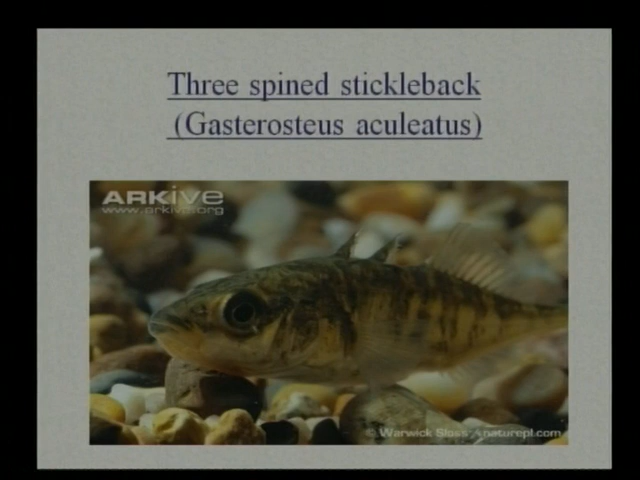 Three spined stickleback
(Gasterosteus aculeatus)
ARKive
www.arkive.org
© Warwick Sloss / naturepl.com